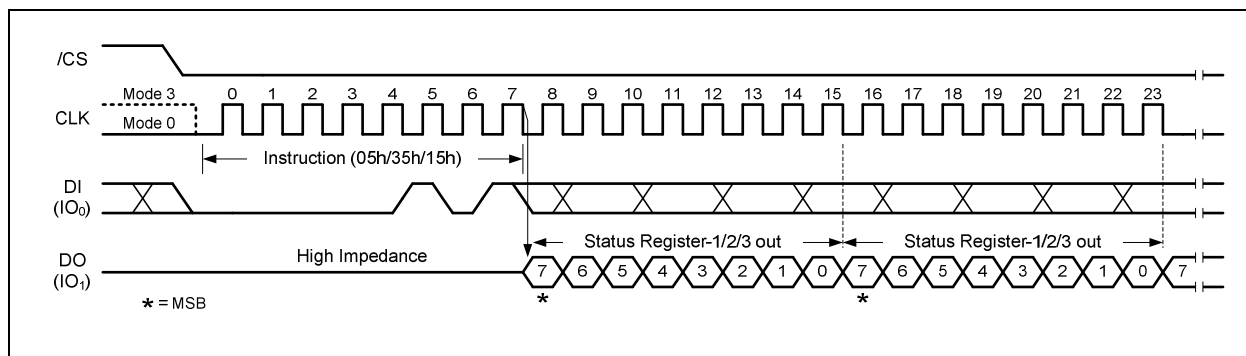 /CS
Mode 3
CLK
Mode 0
0 1 2 3 4 5 6 7 8 9 10 11 12 13 14 15 16 17 18 19 20 21 22 23
Instruction (05h/35h/15h)
DI
(IO₀)
Status Register-1/2/3 out Status Register-1/2/3 out
High Impedance
DO
(IO₁)
7 6 5 4 3 2 1 0 7 6 5 4 3 2 1 0 7
* *
* = MSB